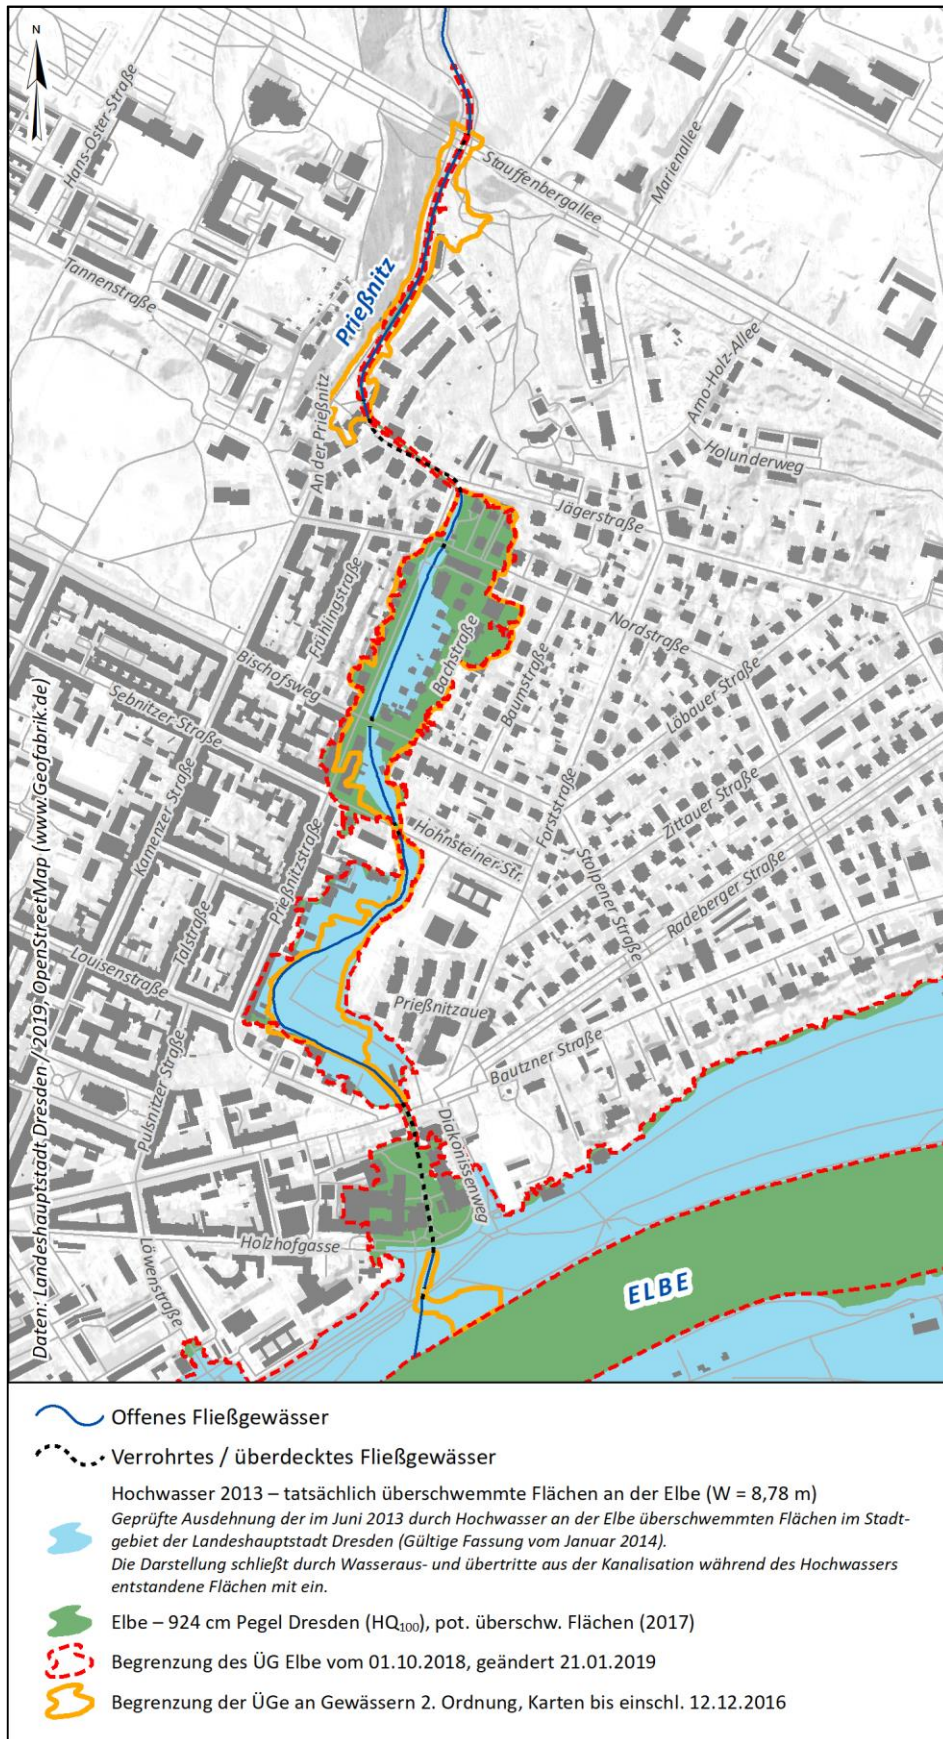 N
Hans-Oster-Straße
Stauffenbergallee
Marienallee
Tannenstraße
Prießnitz
An der Prießnitz
Arno-Holz-Allee
Holunderweg
Jägerstraße
Frühlingstraße
Nordstraße
Bachstraße
Baumstraße
Bischofsweg
Löbauer Straße
Sebnitzer Straße
Kamenzer Straße
Zittauer Straße
Forststraße
Hohnsteiner Str.
Stolpener Straße
Radeberger Straße
Prießnitzstraße
Talstraße
Louisenstraße
Prießnitzaue
Bautzner Straße
Pulsnitzer Straße
Diakonissenweg
Holzhofgasse
Löwenstraße
ELBE
Daten: Landeshauptstadt Dresden / 2019, OpenStreetMap (www.Geofabrik.de)
Offenes Fließgewässer
Verrohrtes / überdecktes Fließgewässer
Hochwasser 2013 – tatsächlich überschwemmte Flächen an der Elbe (W = 8,78 m)
Geprüfte Ausdehnung der im Juni 2013 durch Hochwasser an der Elbe überschwemmten Flächen im Stadt-
gebiet der Landeshauptstadt Dresden (Gültige Fassung vom Januar 2014).
Die Darstellung schließt durch Wasseraus- und übertritte aus der Kanalisation während des Hochwassers
entstandene Flächen mit ein.
Elbe – 924 cm Pegel Dresden (HQ100), pot. überschw. Flächen (2017)
Begrenzung des ÜG Elbe vom 01.10.2018, geändert 21.01.2019
Begrenzung der ÜGe an Gewässern 2. Ordnung, Karten bis einschl. 12.12.2016